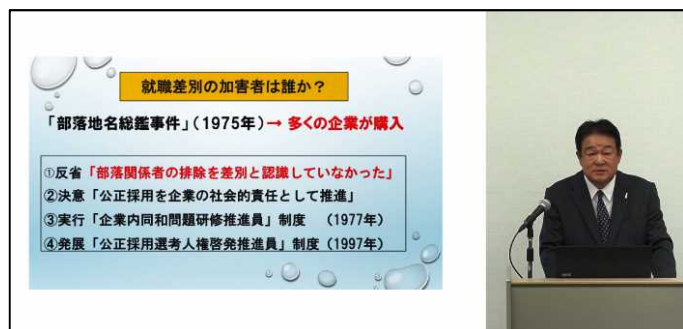 就職差別の加害者は誰か？
「部落地名総鑑事件」（1975年）→ 多くの企業が購入
①反省「部落関係者の排除を差別と認識していなかった」
②決意「公正採用を企業の社会的責任として推進」
③実行「企業内同和問題研修推進員」制度　（1977年）
④発展「公正採用選考人権啓発推進員」制度（1997年）